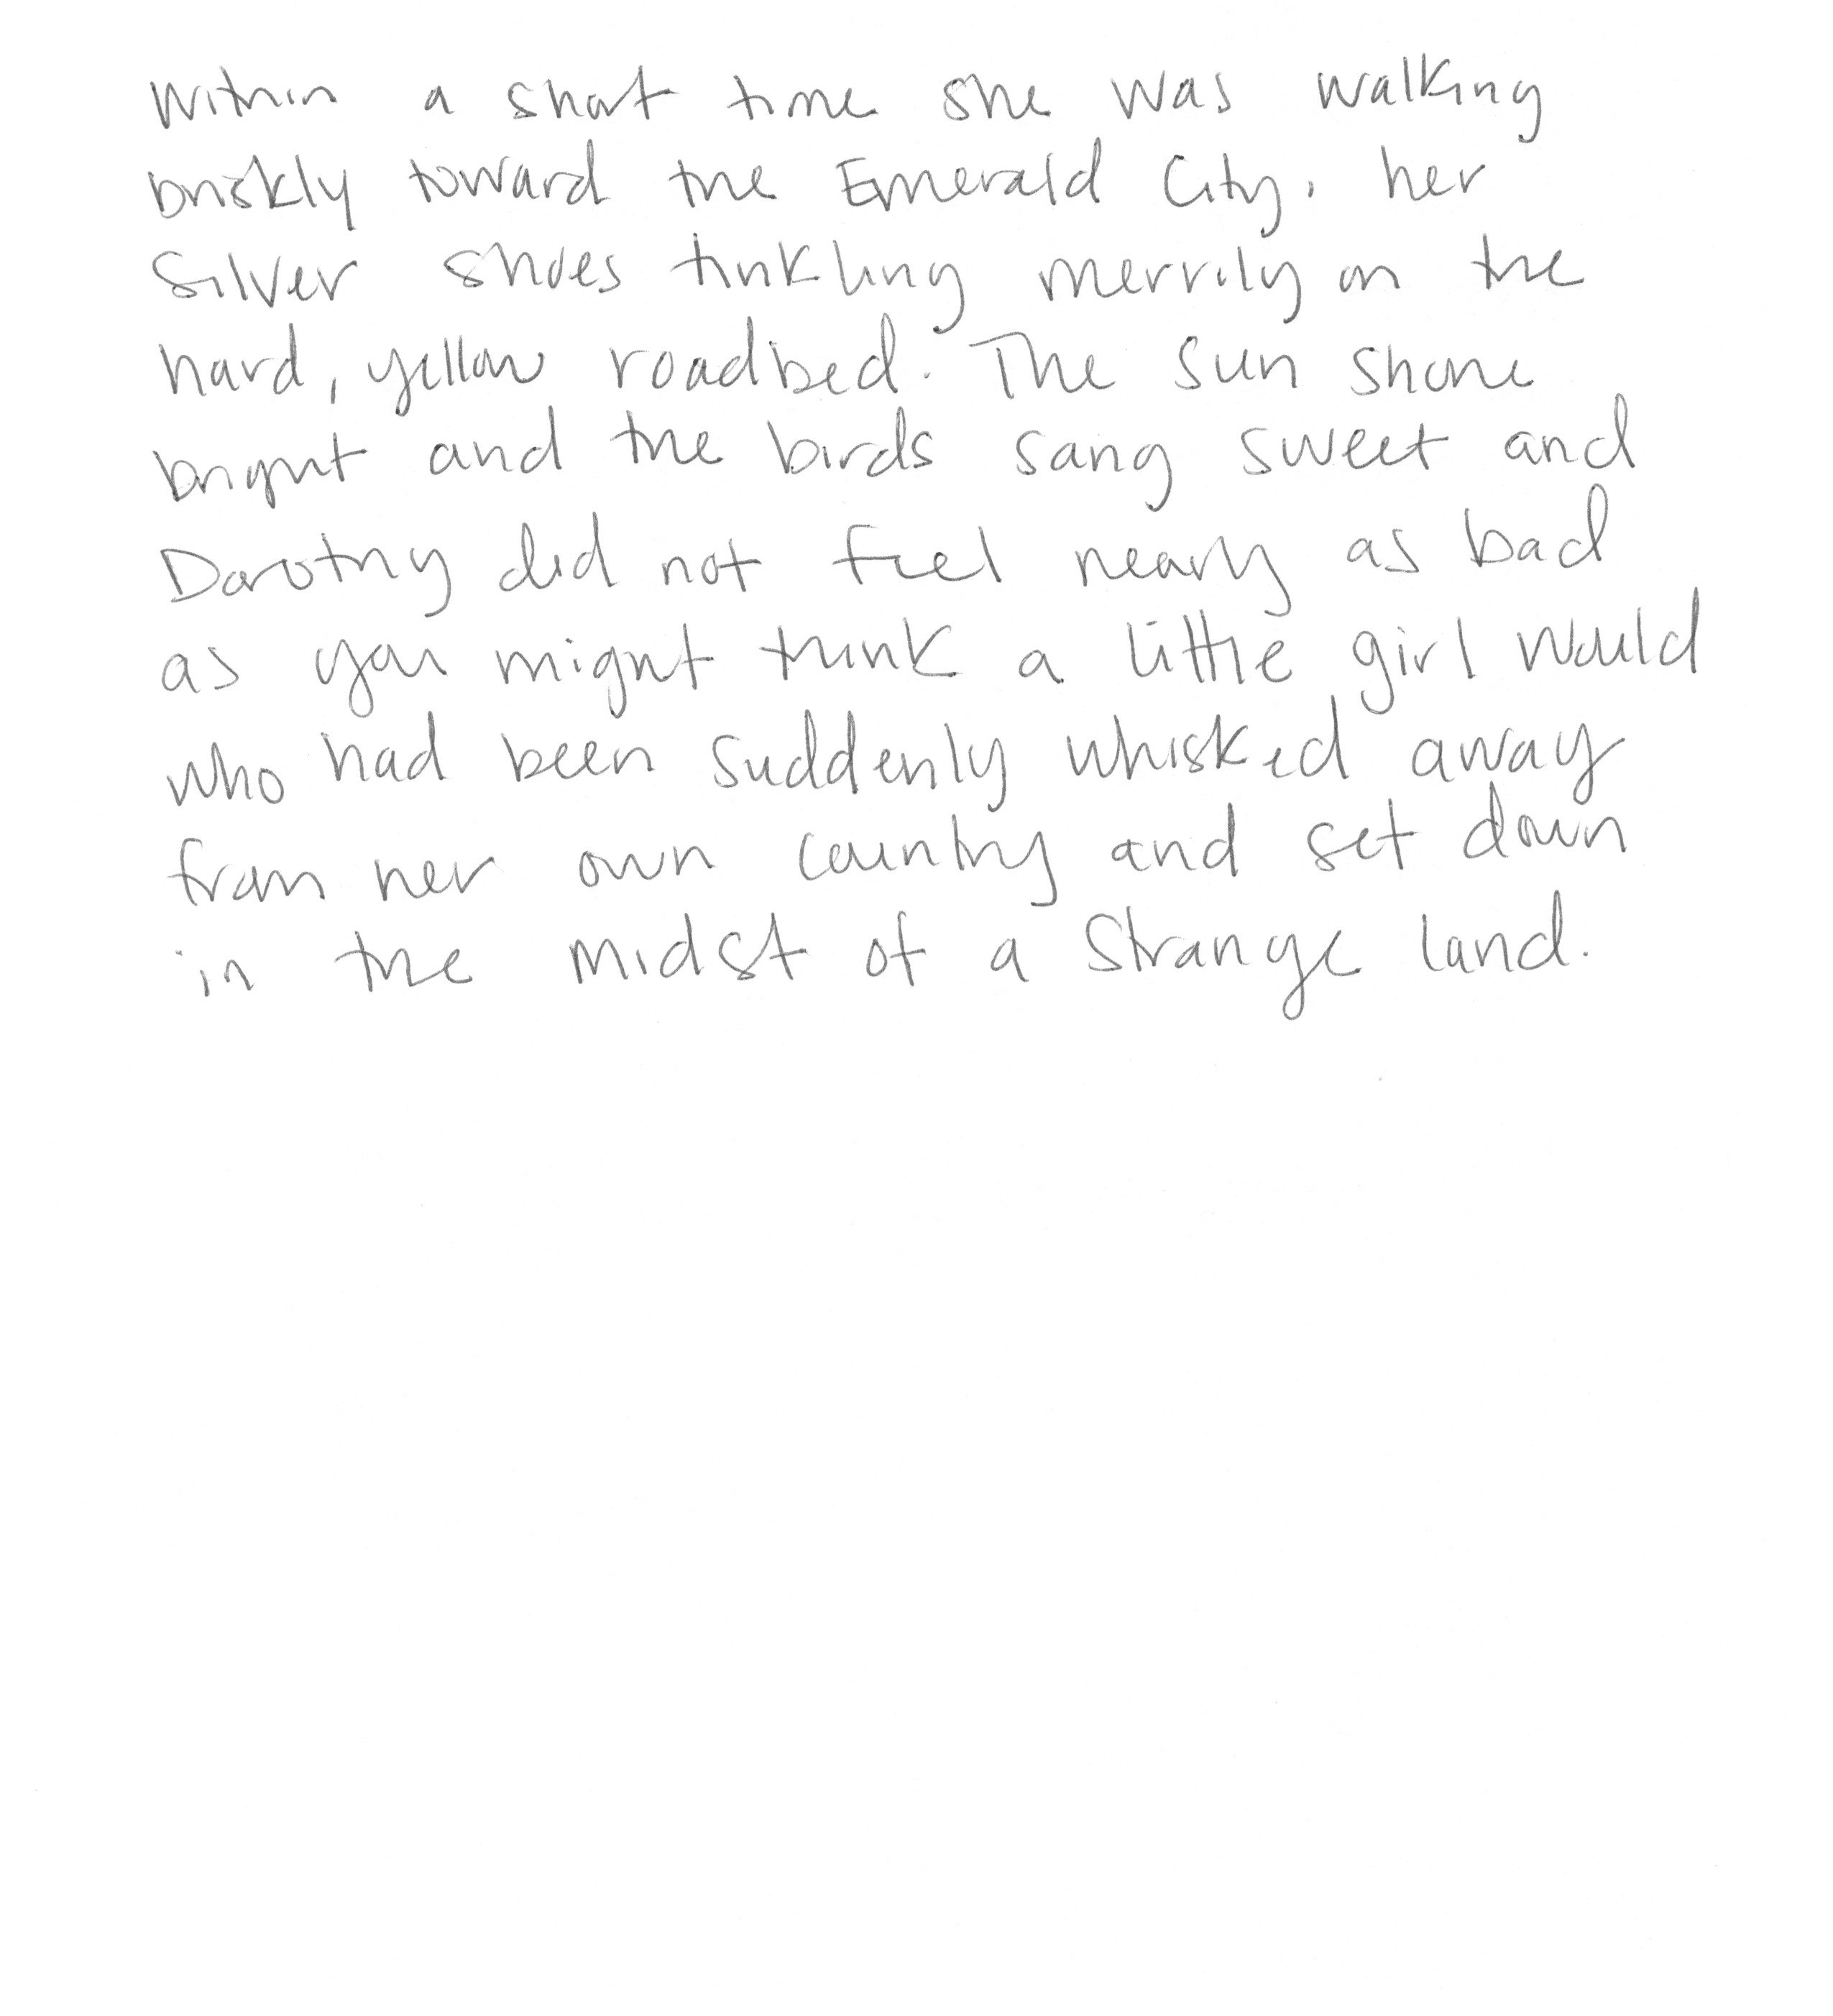 Within a short time she was walking
briskly toward the Emerald City, her
Silver Shoes tinkling merrily on the
hard, yellow roadbed. The sun shone
bright and the birds sang sweet and
Dorothy did not feel nearly as bad
as you might think a little girl would
who had been suddenly whisked away
from her own country and set down
in the midst of a strange land.